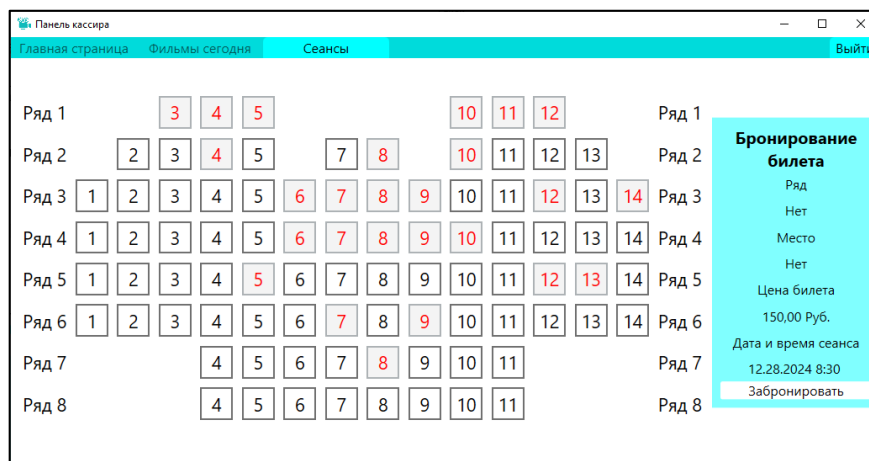 Панель кассира
Главная страница Фильмы сегодня Сеансы Выйти
Ряд 1 3 4 5 10 11 12 Ряд 1
Ряд 2 2 3 4 5 7 8 10 11 12 13 Ряд 2
Ряд 3 1 2 3 4 5 6 7 8 9 10 11 12 13 14 Ряд 3
Ряд 4 1 2 3 4 5 6 7 8 9 10 11 12 13 14 Ряд 4
Ряд 5 1 2 3 4 5 6 7 8 9 10 11 12 13 14 Ряд 5
Ряд 6 1 2 3 4 5 6 7 8 9 10 11 12 13 14 Ряд 6
Ряд 7 4 5 6 7 8 9 10 11 Ряд 7
Ряд 8 4 5 6 7 8 9 10 11 Ряд 8
Бронирование
билета
Ряд
Нет
Место
Нет
Цена билета
150,00 Руб.
Дата и время сеанса
12.28.2024 8:30
Забронировать